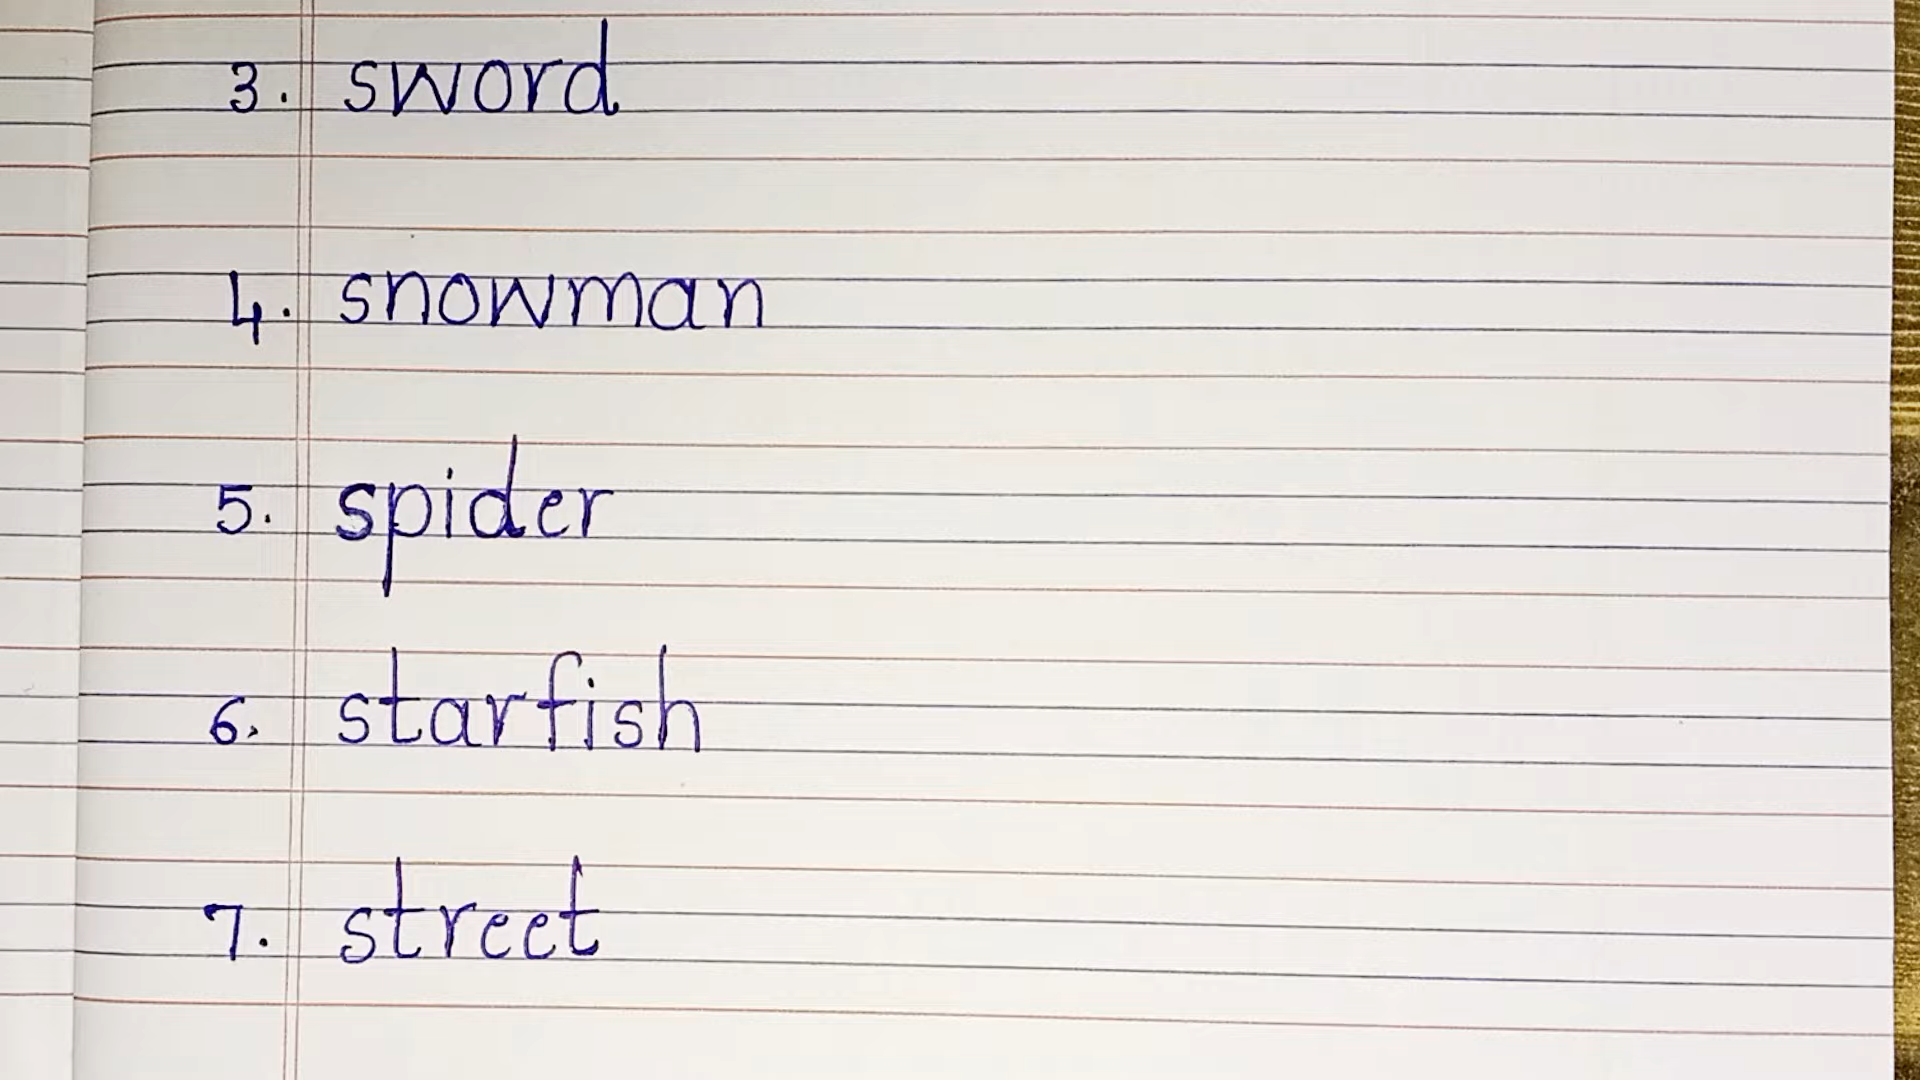 3. sword
4. snowman
5. spider
6. starfish
7. street